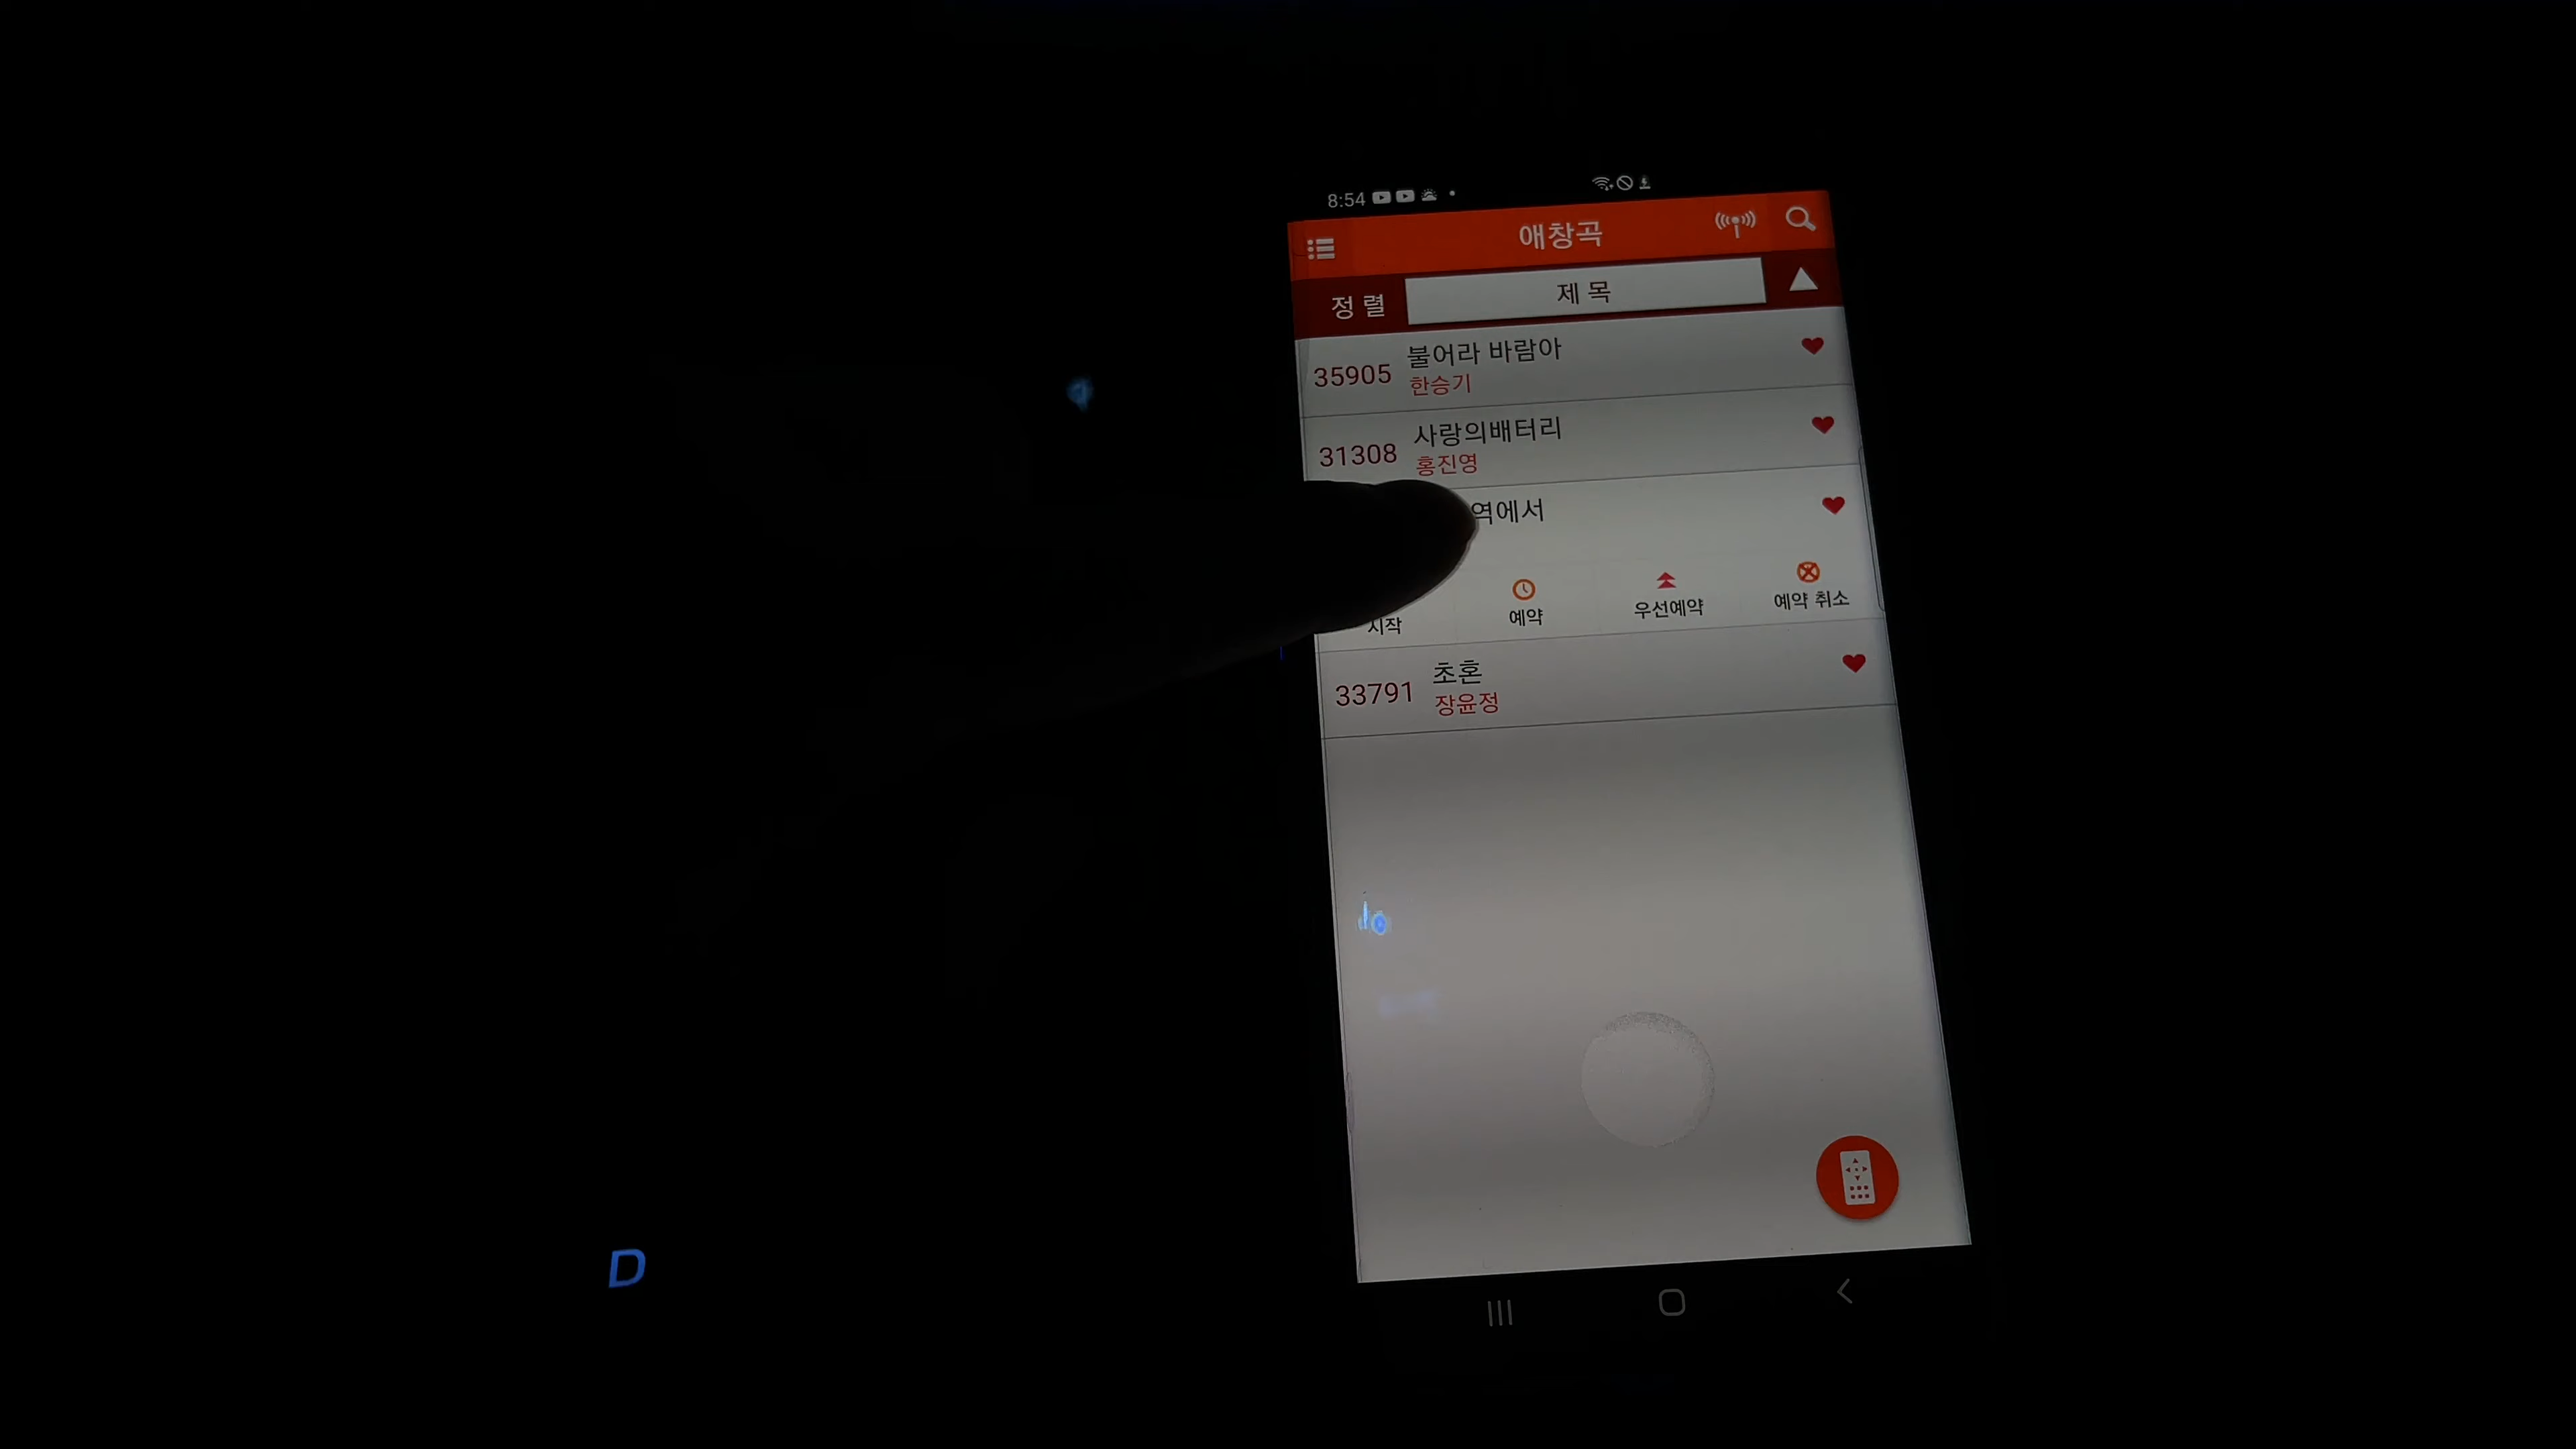 8:54
애창곡
정렬
제목
35905
불어라 바람아
한승기
31308
사랑의배터리
홍진영
역에서
시작
예약
우선예약
예약 취소
33791
초혼
장윤정
D